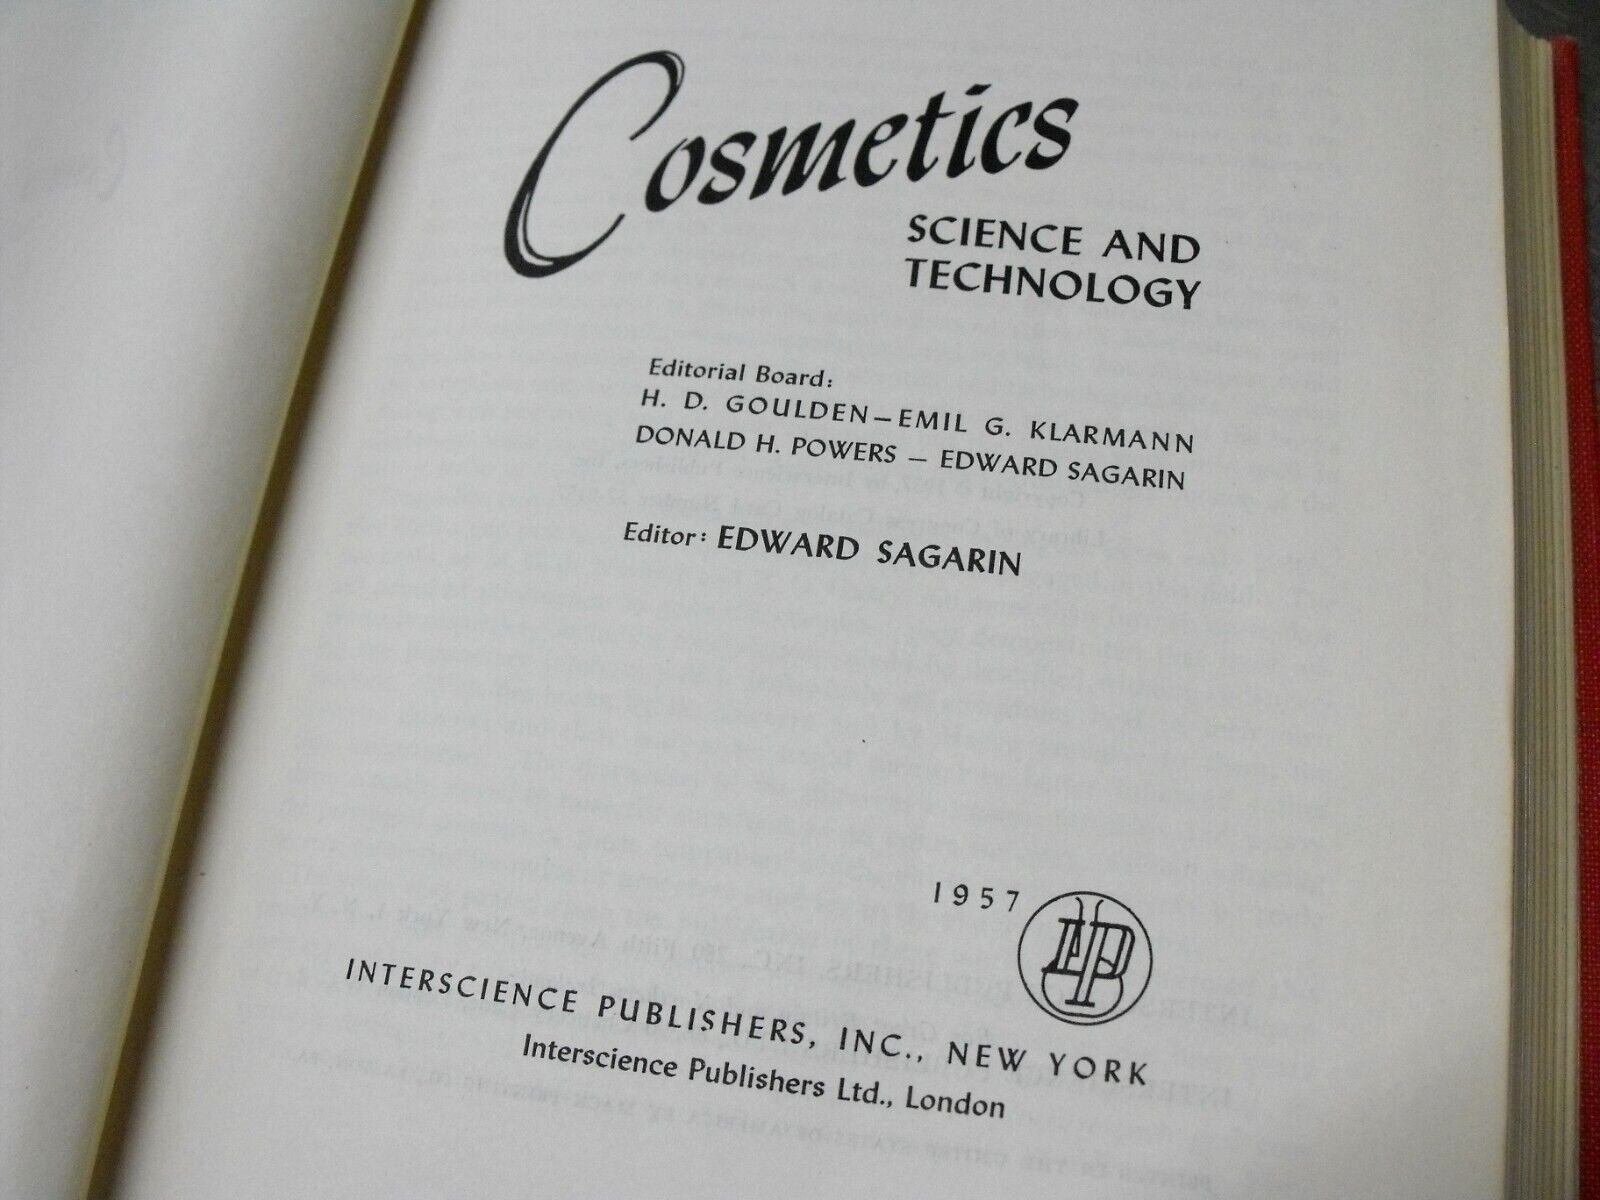 Cosmetics
SCIENCE AND
TECHNOLOGY
Editorial Board:
H. D. GOULDEN—EMIL G. KLARMANN
DONALD H. POWERS — EDWARD SAGARIN
Editor: EDWARD SAGARIN
1957
INTERSCIENCE PUBLISHERS, INC., NEW YORK
Interscience Publishers Ltd., London